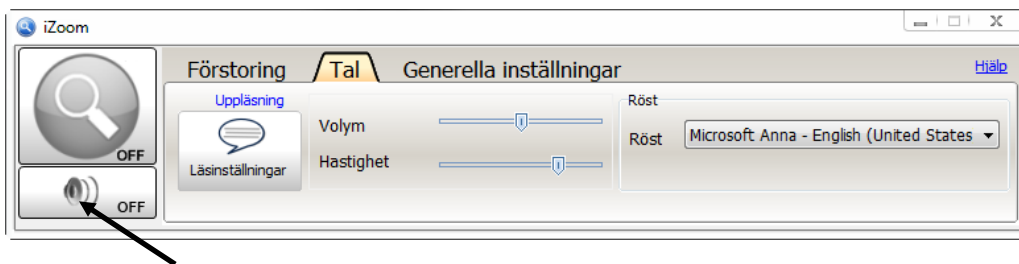 iZoom
Förstoring Tal Generella inställningar Hjälp
OFF
OFF
Uppläsning
Läsinställningar
Volym
Hastighet
Röst
Röst Microsoft Anna - English (United States